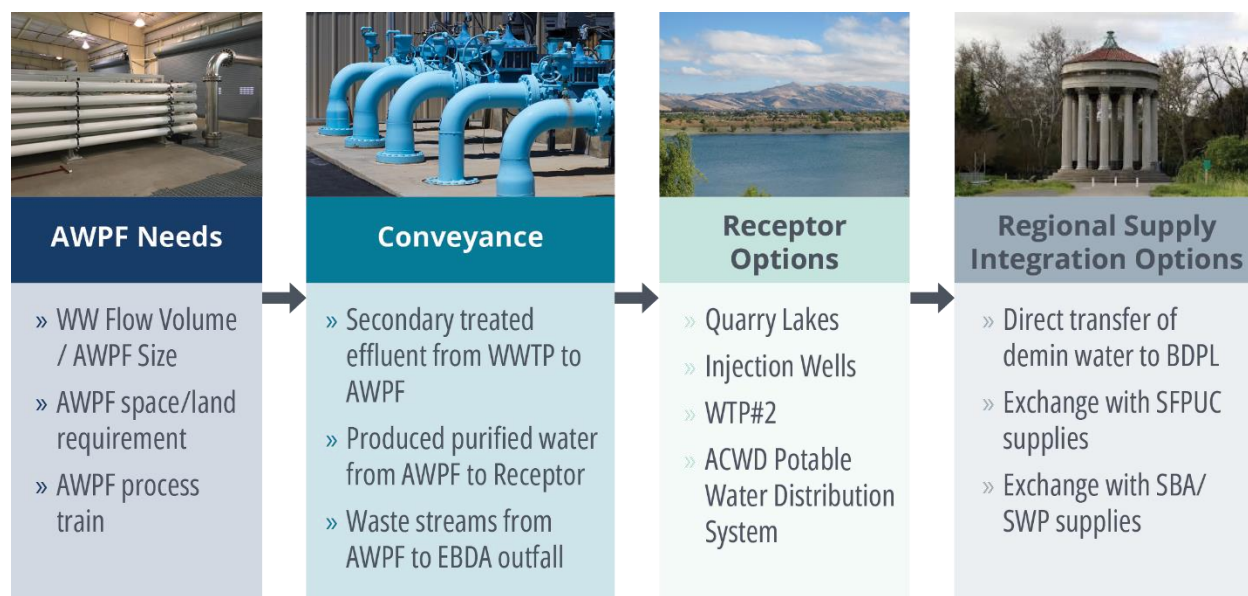 AWPF Needs
» WW Flow Volume
/ AWPF Size
» AWPF space/land
requirement
» AWPF process
train
Conveyance
» Secondary treated
effluent from WWTP to
AWPF
» Produced purified water
from AWPF to Receptor
» Waste streams from
AWPF to EBDA outfall
Receptor
Options
» Quarry Lakes
» Injection Wells
» WTP#2
» ACWD Potable
Water Distribution
System
Regional Supply
Integration Options
» Direct transfer of
demin water to BDPL
» Exchange with SFPUC
supplies
» Exchange with SBA/
SWP supplies